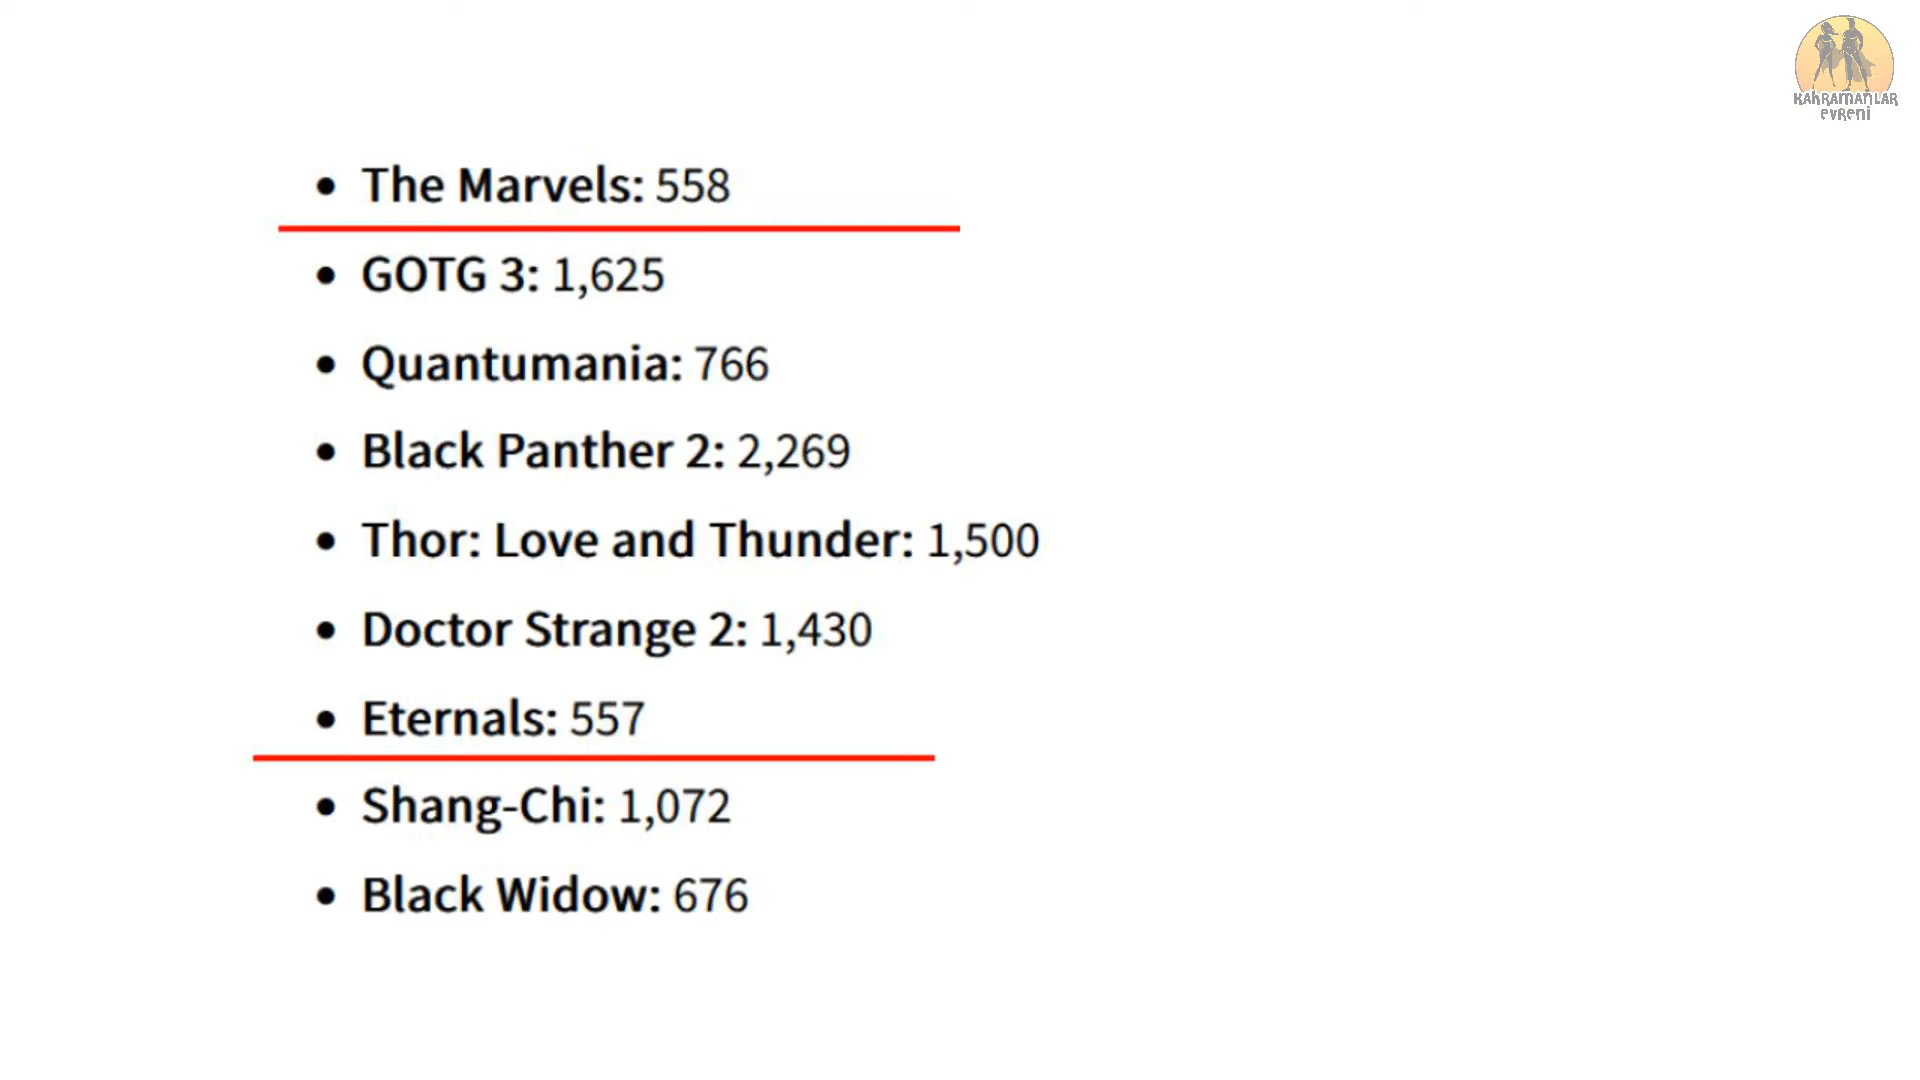 KAHRAMANLAR
EVRENİ
• The Marvels: 558
• GOTG 3: 1,625
• Quantumania: 766
• Black Panther 2: 2,269
• Thor: Love and Thunder: 1,500
• Doctor Strange 2: 1,430
• Eternals: 557
• Shang-Chi: 1,072
• Black Widow: 676